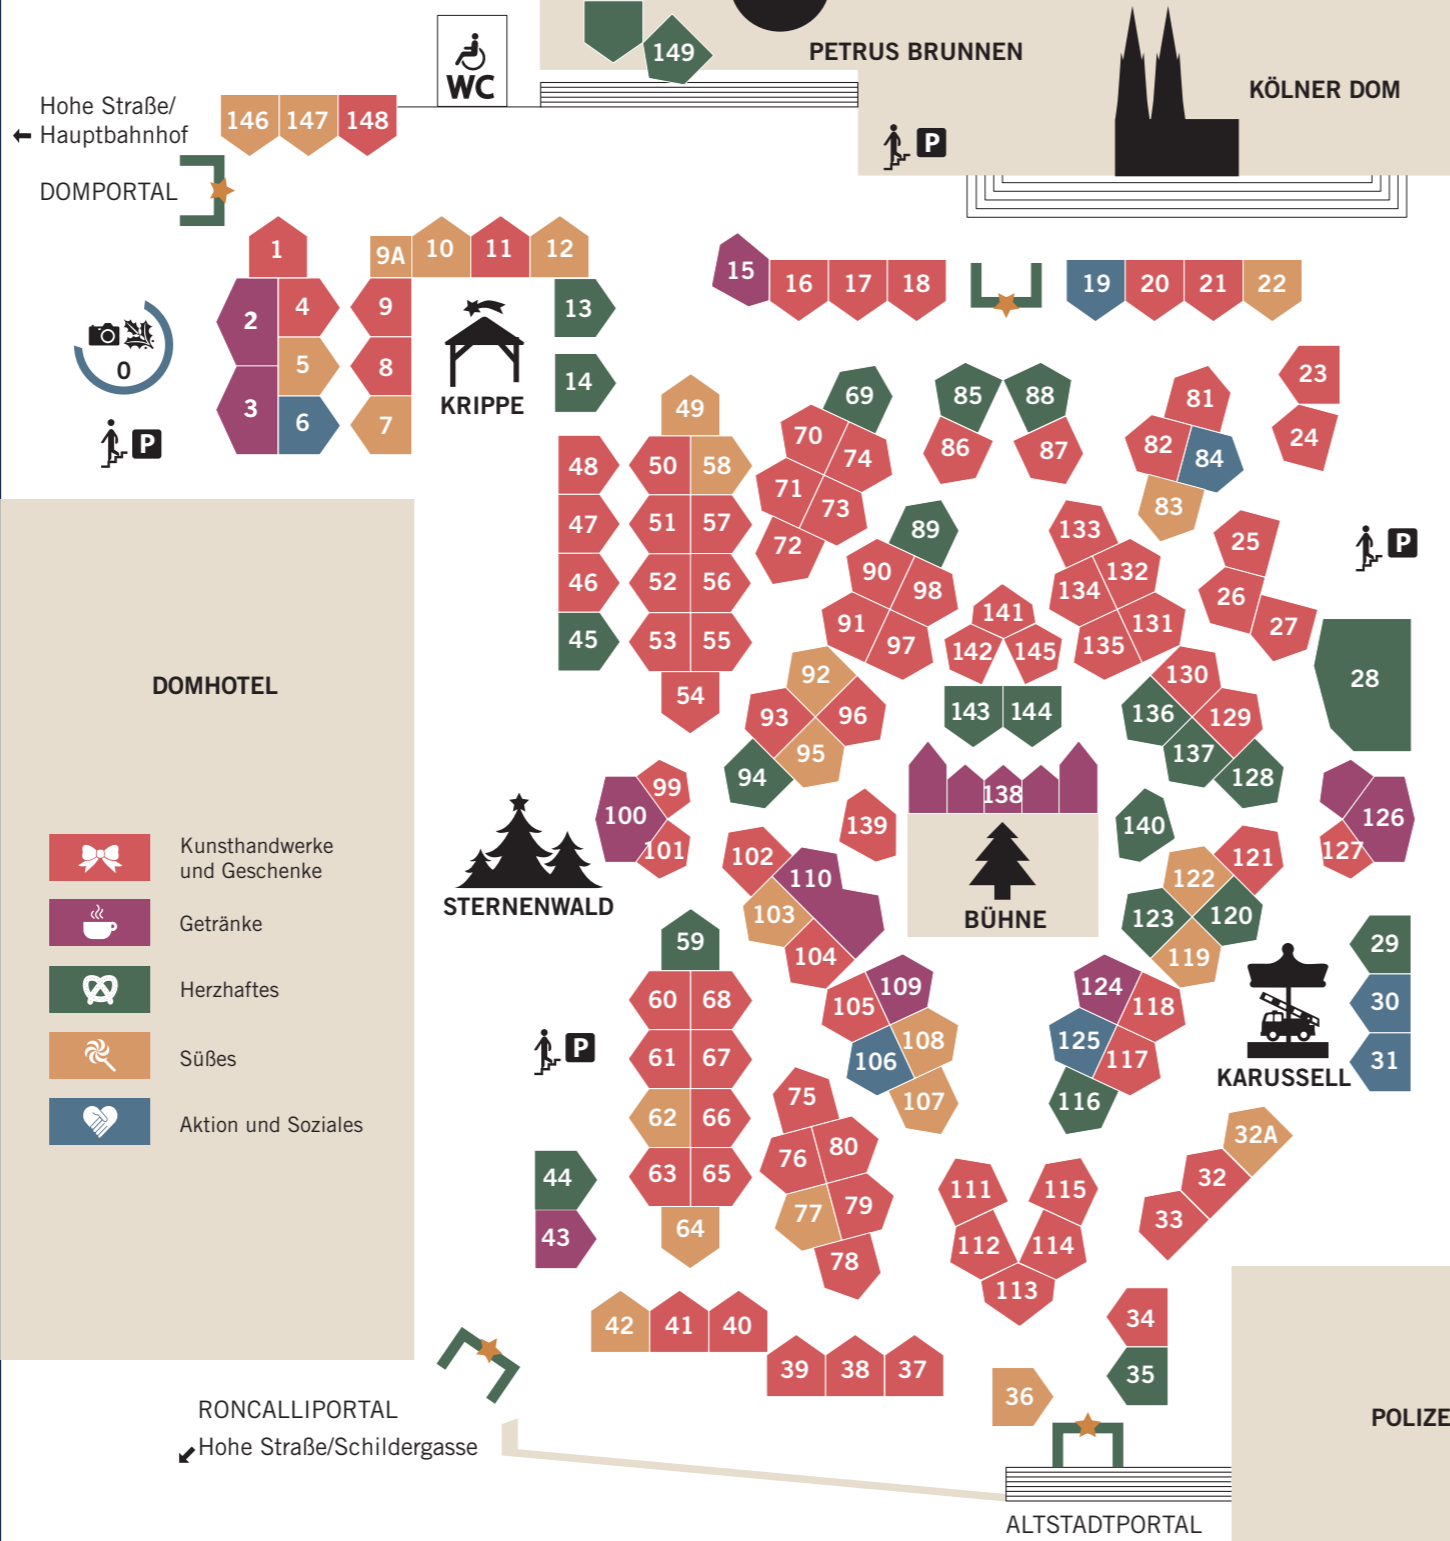 149
PETRUS BRUNNEN
WC
KÖLNER DOM
Hohe Straße/
Hauptbahnhof
146 147 148
P
DOMPORTAL
1
9A 10 11 12
15 16 17 18
19 20 21 22
2 4 9
13
0
3 5 8
14
6 7
KRIPPE
P
23
24
49
69
85 88
81
70 74
86 87
82 84
83
48 50 58
47 51 57
46 52 56
45 53 55
54
71 73
72
89
90 98
91 97
133
134 132
135 131
25
26
27
P
141
142 145
143 144
28
DOMHOTEL
92
93 96
95
94
130
136 129
137
128
99
100
101
138
139
140
126
127
Kunsthandwerke
und Geschenke
Getränke
Herzhaftes
Süßes
Aktion und Soziales
STERNENWALD
BÜHNE
102
110
103
104
121
122
123 120
119
59
60 68
61 67
62 66
63 65
64
P
109
105
108
106
107
124
118
125
117
116
29
30
31
KARUSSELL
75
76 80
77 79
78
44
43
111 115
112 114
113
32A
32
33
42 41 40
39 38 37
34
35
36
RONCALLIPORTAL
Hohe Straße/Schildergasse
POLIZE
ALTSTADTPORTAL